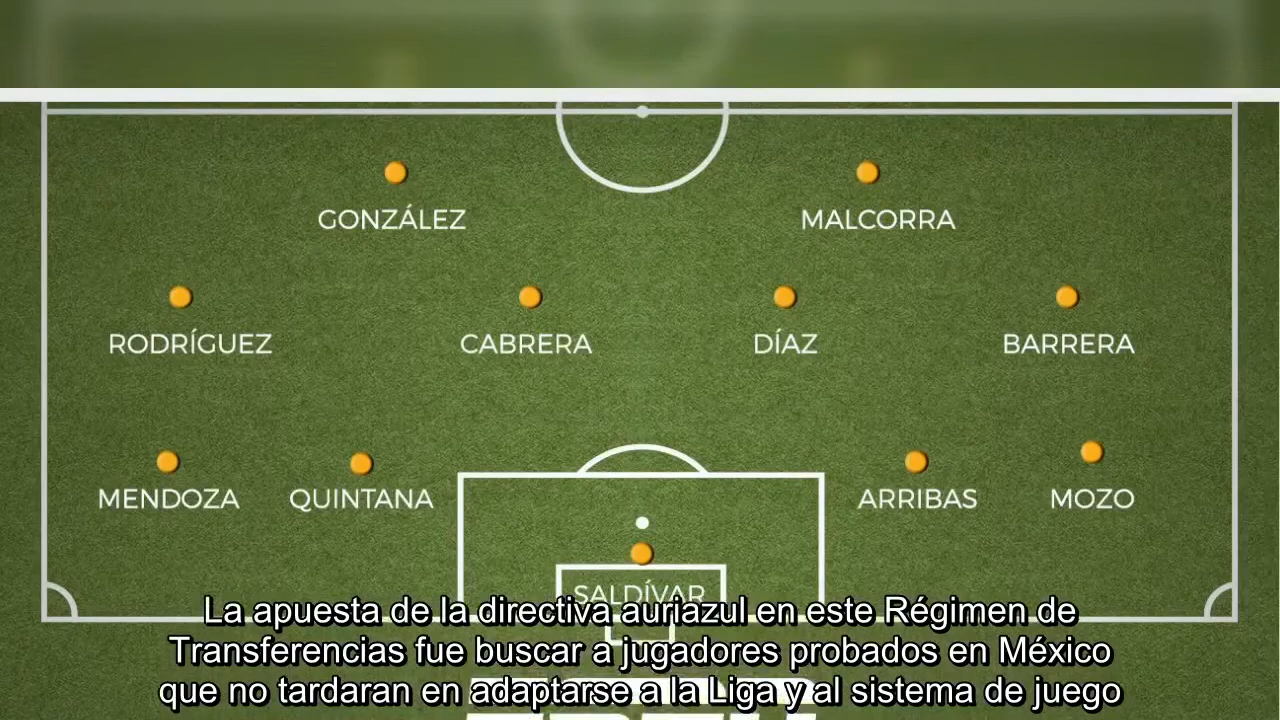 GONZÁLEZ MALCORRA
RODRÍGUEZ CABRERA DÍAZ BARRERA
MENDOZA QUINTANA ARRIBAS MOZO
SALDÍVAR
La apuesta de la directiva auriazul en este Régimen de
Transferencias fue buscar a jugadores probados en México
que no tardaran en adaptarse a la Liga y al sistema de juego